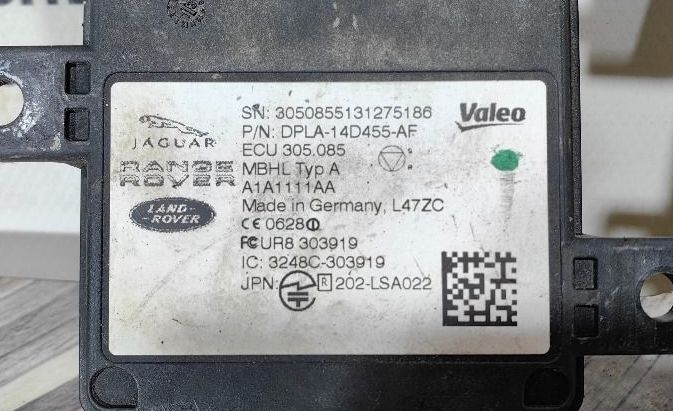 SN: 3050855131275186
P/N: DPLA-14D455-AF
ECU 305.085
MBHL Typ A
A1A1111AA
Made in Germany, L47ZC
CE 0628
FC UR8 303919
IC: 3248C-303919
JPN: R 202-LSA022
JAGUAR
RANGE
ROVER
LAND-
ROVER
Valeo